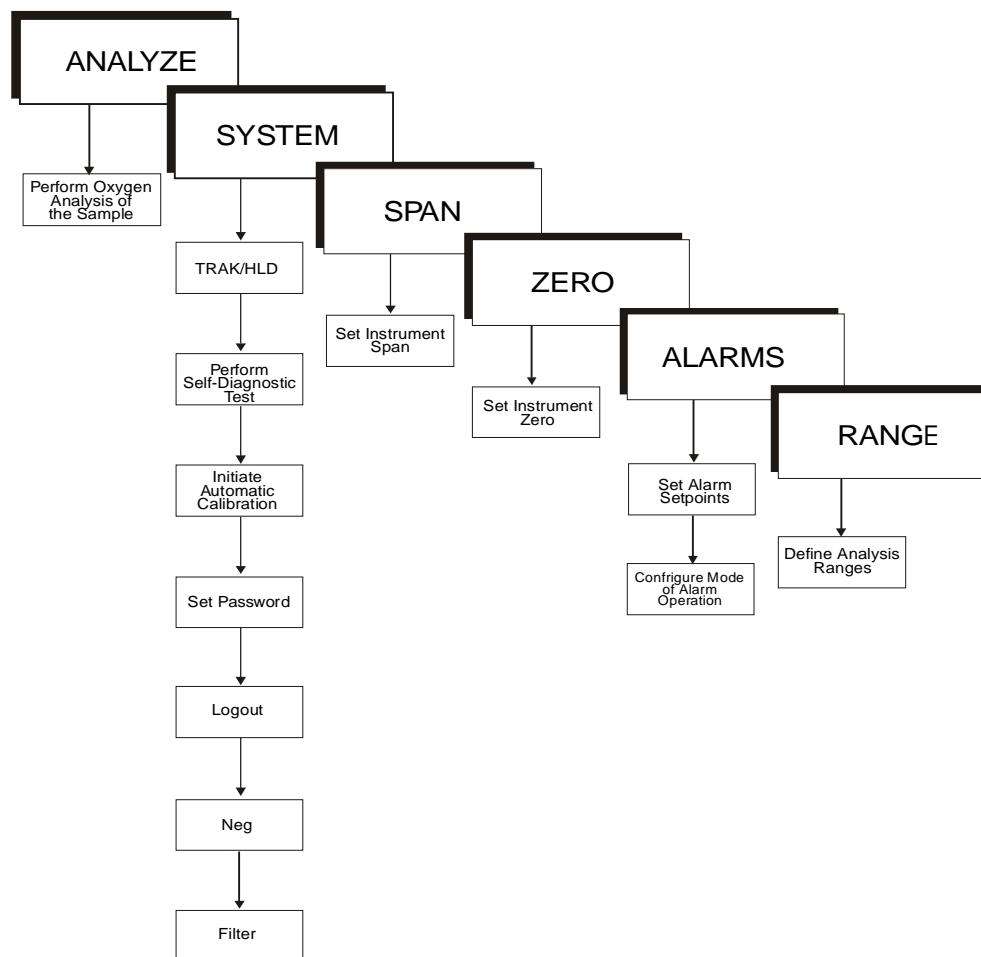 ANALYZE
SYSTEM
SPAN
ZERO
ALARMS
RANGE
Perform Oxygen
Analysis of
the Sample
TRAK/HLD
Perform
Self-Diagnostic
Test
Initiate
Automatic
Calibration
Set Password
Logout
Neg
Filter
Set Instrument
Span
Set Instrument
Zero
Set Alarm
Setpoints
Confrigure Mode
of Alarm
Operation
Define Analysis
Ranges